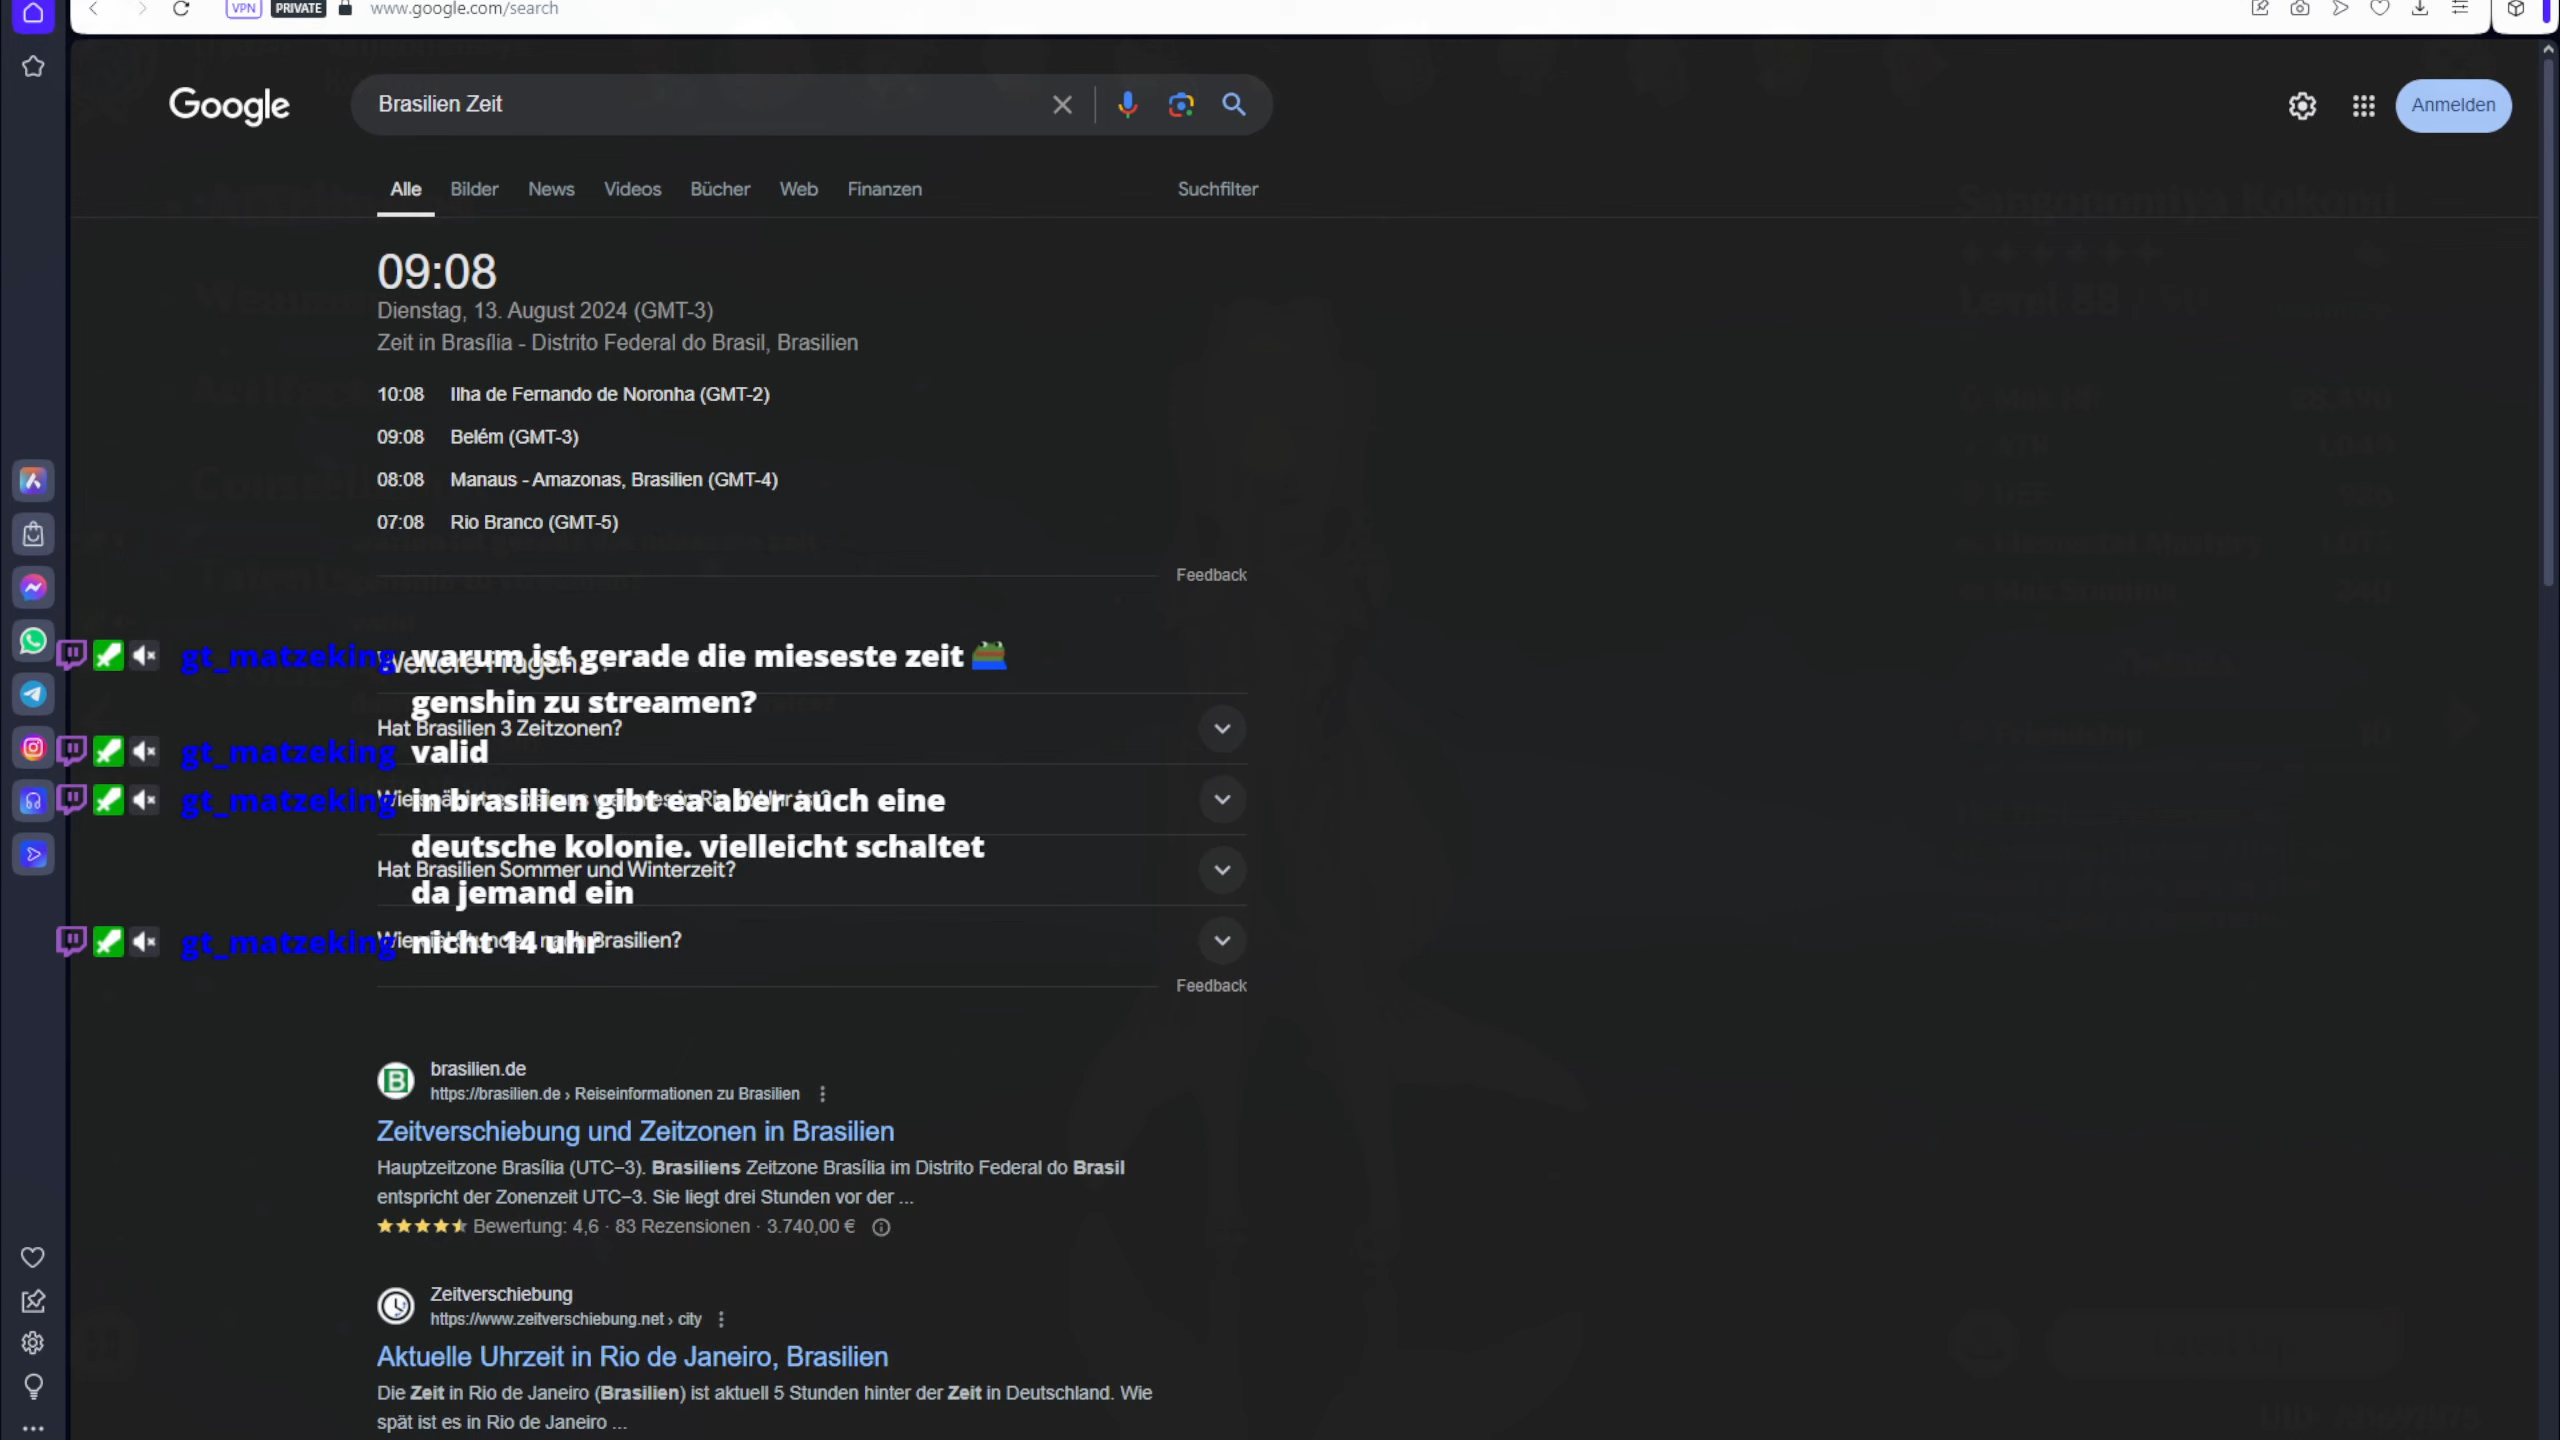 VPN PRIVATE www.google.com/search
Google Brasilien Zeit Anmelden
Alle Bilder News Videos Bücher Web Finanzen Suchfilter
Sangonomiya Kokomi
09:08
Dienstag, 13. August 2024 (GMT-3)
Zeit in Brasília - Distrito Federal do Brasil, Brasilien
10:08 Ilha de Fernando de Noronha (GMT-2)
09:08 Belém (GMT-3)
08:08 Manaus - Amazonas, Brasilien (GMT-4)
07:08 Rio Branco (GMT-5)
Feedback
Weitere Fragen
gt_matzeking warum ist gerade die mieseste zeit
genshin zu streamen?
Hat Brasilien 3 Zeitzonen?
gt_matzeking valid
gt_matzeking in brasilien gibt ea aber auch eine
deutsche kolonie. vielleicht schaltet
Hat Brasilien Sommer und Winterzeit?
da jemand ein
gt_matzeking nicht 14 uhr
nach Brasilien?
Feedback
brasilien.de
https://brasilien.de › Reiseinformationen zu Brasilien
Zeitverschiebung und Zeitzonen in Brasilien
Hauptzeitzone Brasília (UTC−3). Brasiliens Zeitzone Brasília im Distrito Federal do Brasil
entspricht der Zonenzeit UTC−3. Sie liegt drei Stunden vor der ...
Bewertung: 4,6 · 83 Rezensionen · 3.740,00 €
Zeitverschiebung
https://www.zeitverschiebung.net › city
Aktuelle Uhrzeit in Rio de Janeiro, Brasilien
Die Zeit in Rio de Janeiro (Brasilien) ist aktuell 5 Stunden hinter der Zeit in Deutschland. Wie
spät ist es in Rio de Janeiro ...